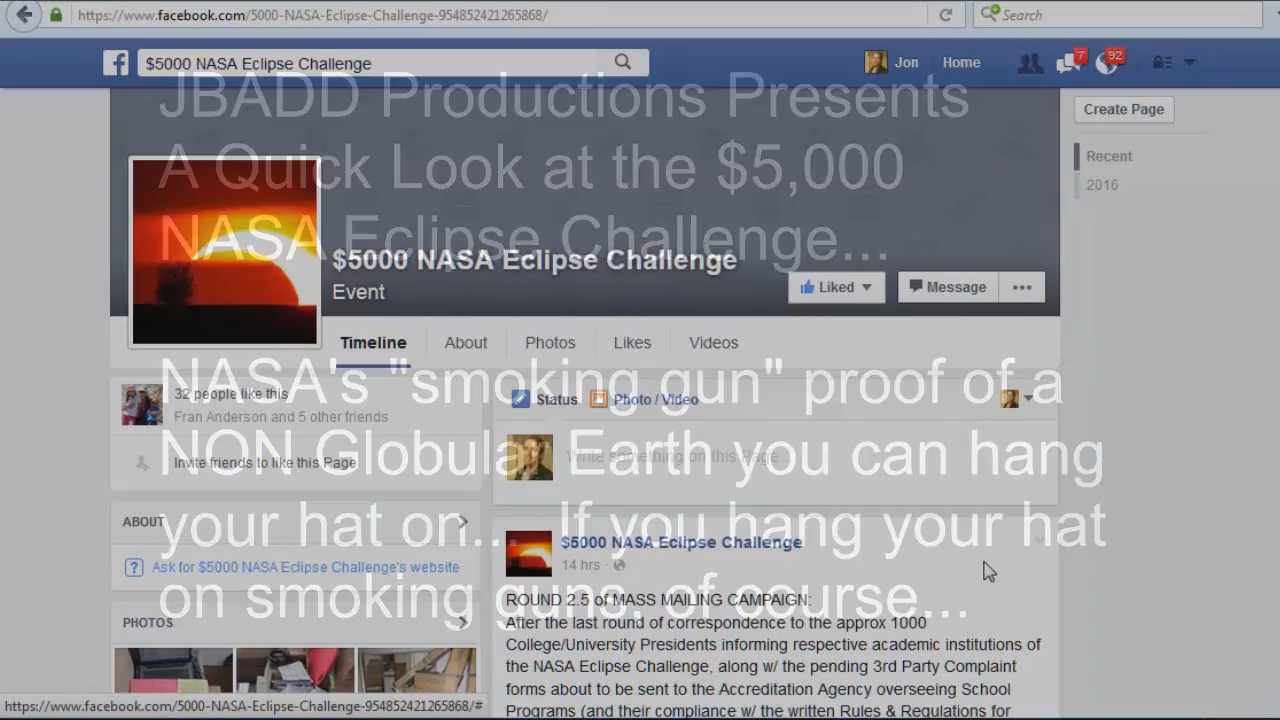 https://www.facebook.com/5000-NASA-Eclipse-Challenge-954852421265868/
Search
$5000 NASA Eclipse Challenge
Jon
Home
7
92
JBADD Productions Presents
A Quick Look at the $5,000
NASA Eclipse Challenge...
$5000 NASA Eclipse Challenge
Event
Liked
Message
Create Page
Recent
2016
Timeline
About
Photos
Likes
Videos
NASA's "smoking gun" proof of a
NON Globular Earth you can hang
your hat on... If you hang your hat
on smoking guns, of course...
32 people like this
Fran Anderson and 5 other friends
Invite friends to like this Page
ABOUT
Ask for $5000 NASA Eclipse Challenge's website
PHOTOS
Status
Photo / Video
Write something on this Page
$5000 NASA Eclipse Challenge
14 hrs ·
ROUND 2.5 of MASS MAILING CAMPAIGN:
After the last round of correspondence to the approx 1000
College/University Presidents informing respective academic institutions of
the NASA Eclipse Challenge, along w/ the pending 3rd Party Complaint
forms about to be sent to the Accreditation Agency overseeing School
Programs (and their compliance w/ the written Rules & Regulations for
https://www.facebook.com/5000-NASA-Eclipse-Challenge-954852421265868/#